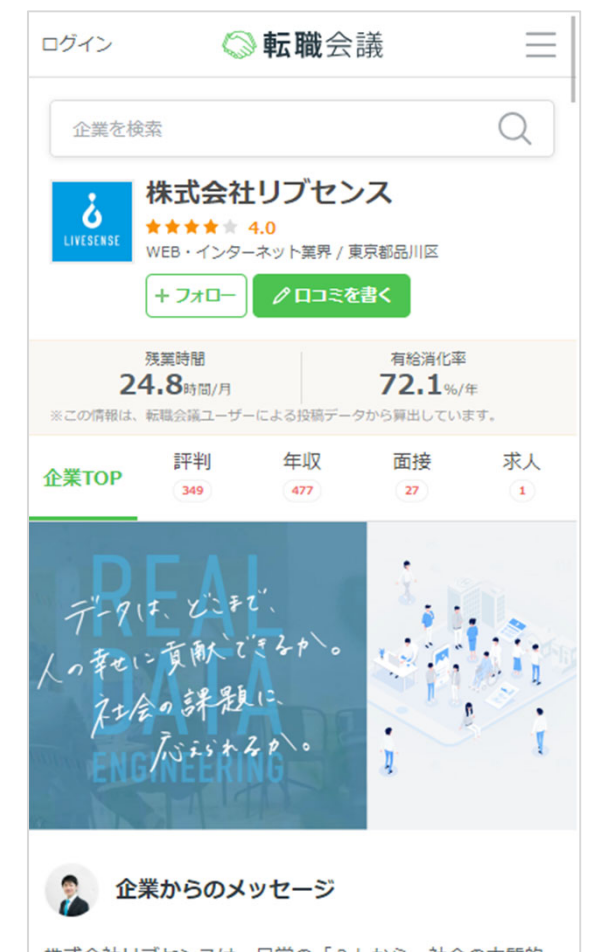 ログイン
転職会議
企業を検索
株式会社リブセンス
LIVESENSE
★★★★★ 4.0
WEB・インターネット業界 / 東京都品川区
+ フォロー
口コミを書く
残業時間
有給消化率
24.8時間/月
72.1%/年
※この情報は、転職会議ユーザーによる投稿データから算出しています。
企業TOP
評判
349
年収
477
面接
27
求人
1
REAL
DATA
ENGINEERING
データは、どこまで、
人の幸せに貢献できるか。
社会の課題に
応えられるか。
企業からのメッセージ